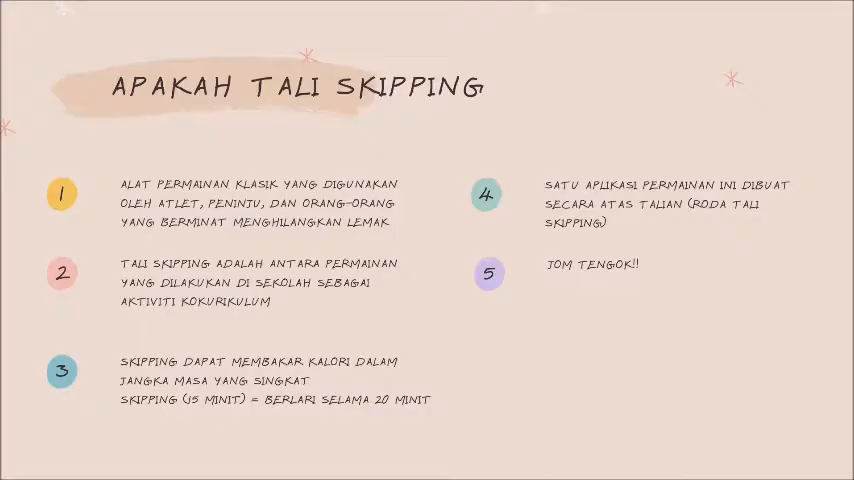 APAKAH TALI SKIPPING
1
ALAT PERMAINAN KLASIK YANG DIGUNAKAN
OLEH ATLET, PENINJU, DAN ORANG-ORANG
YANG BERMINAT MENGHILANGKAN LEMAK
2
TALI SKIPPING ADALAH ANTARA PERMAINAN
YANG DILAKUKAN DI SEKOLAH SEBAGAI
AKTIVITI KOKURIKULUM
3
SKIPPING DAPAT MEMBAKAR KALORI DALAM
JANGKA MASA YANG SINGKAT
SKIPPING (15 MINIT) = BERLARI SELAMA 20 MINIT
4
SATU APLIKASI PERMAINAN INI DIBUAT
SECARA ATAS TALIAN (RODA TALI
SKIPPING)
5
JOM TENGOK!!